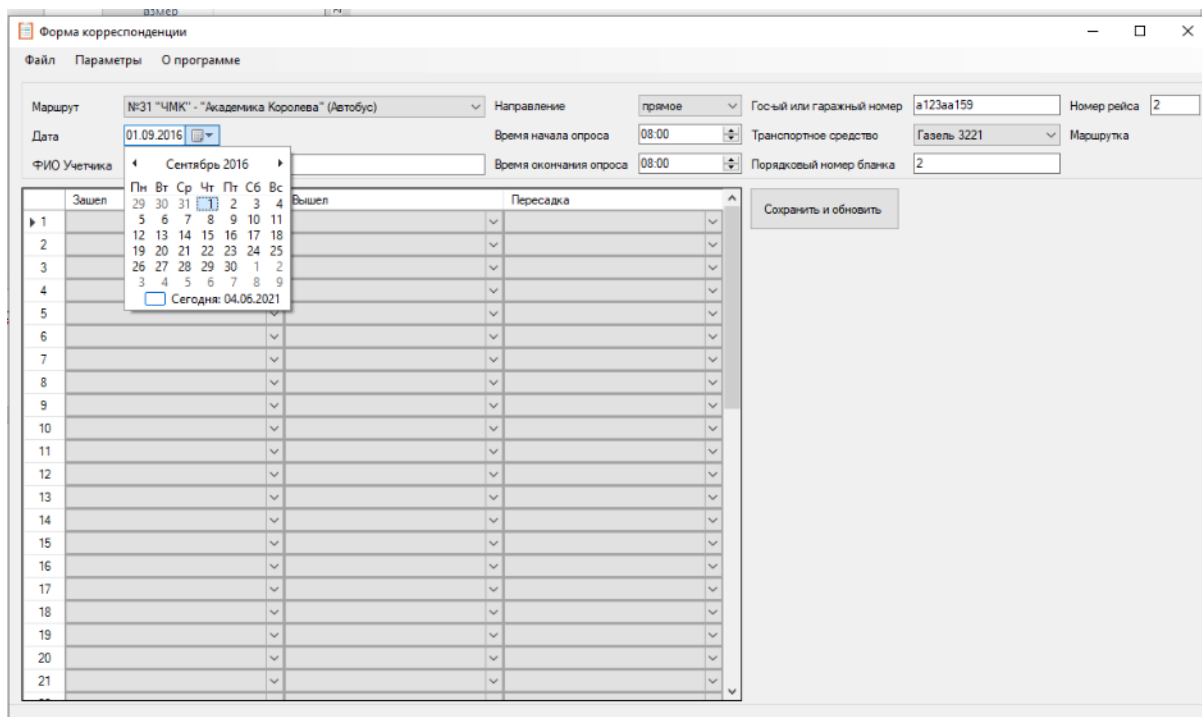 Форма корреспонденции
Файл Параметры О программе
Маршрут №31 "ЧМК" - "Академика Королева" (Автобус) Направление прямое Гос-ый или гаражный номер а123аа159 Номер рейса 2
Дата 01.09.2016 Время начала опроса 08:00 Транспортное средство Газель 3221 Маршрутка
ФИО Учетчика Время окончания опроса 08:00 Порядковый номер бланка 2
Сентябрь 2016
Пн Вт Ср Чт Пт Сб Вс
29 30 31 1 2 3 4
5 6 7 8 9 10 11
12 13 14 15 16 17 18
19 20 21 22 23 24 25
26 27 28 29 30 1 2
3 4 5 6 7 8 9
Сегодня: 04.06.2021
Зашел Вышел Пересадка
Сохранить и обновить
1
2
3
4
5
6
7
8
9
10
11
12
13
14
15
16
17
18
19
20
21